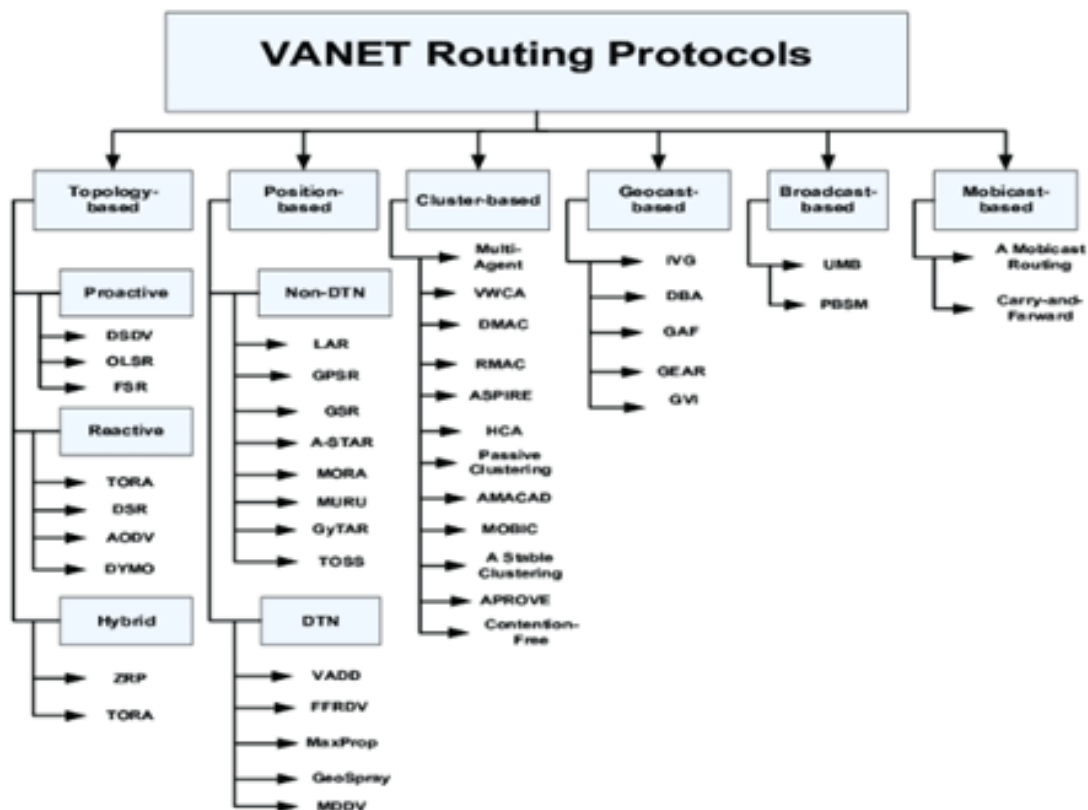 VANET Routing Protocols
Topology-
based
Proactive
DSDV
OLSR
FSR
Reactive
TORA
DSR
AODV
DYMO
Hybrid
ZRP
TORA
Position-
based
Non-DTN
LAR
GPSR
GSR
A-STAR
MORA
MURU
GyTAR
TOSS
DTN
VADD
FFRDV
MaxProp
GeoSpray
MDDV
Cluster-based
Multi-
Agent
VWCA
DMAC
RMAC
ASPIRE
HCA
Passive
Clustering
AMACAD
MOBIC
A Stable
Clustering
APROVE
Contention-
Free
Geocast-
based
IVG
DBA
GAF
GEAR
GVI
Broadcast-
based
UMB
PBSM
Mobicast-
based
A Mobicast
Routing
Carry-and-
Farward